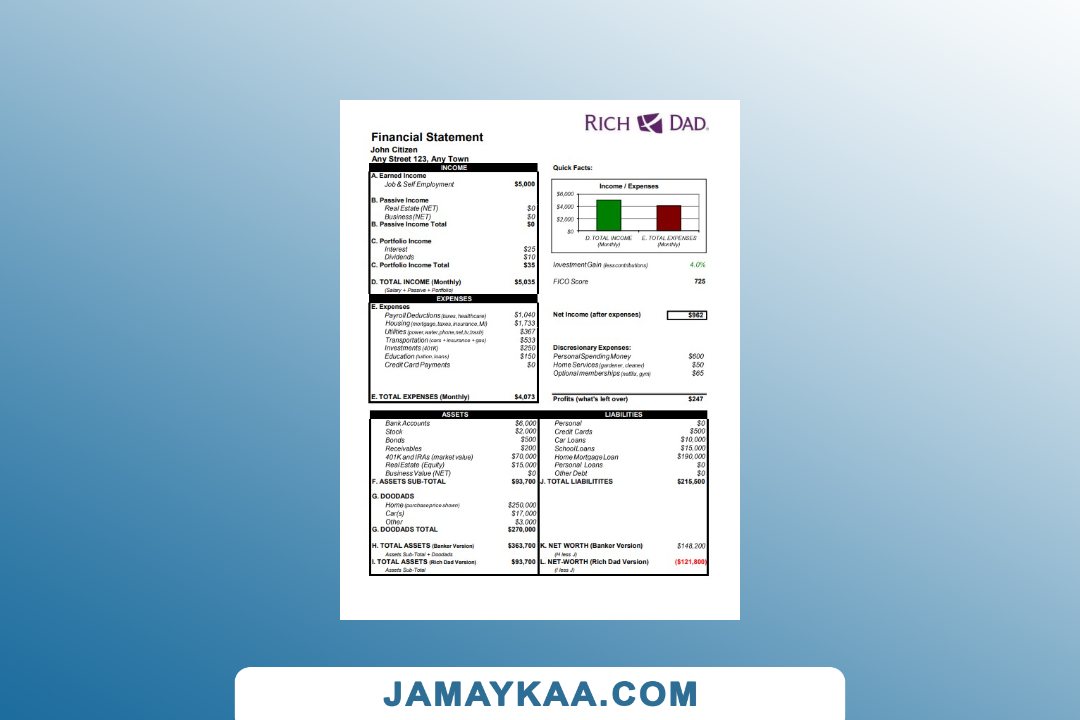 RICH DAD.
Financial Statement
John Citizen
Any Street 123, Any Town
INCOME
A. Earned Income
Job & Self Employment $5,000
B. Passive Income
Real Estate (NET) $0
Business (NET) $0
B. Passive Income Total $0
C. Portfolio Income
Interest $25
Dividends $10
C. Portfolio Income Total $35
D. TOTAL INCOME (Monthly) $5,035
(Salary + Passive + Portfolio)
EXPENSES
E. Expenses
Payroll Deductions (taxes, healthcare) $1,040
Housing (mortgage, taxes, insurance, MI) $1,733
Utilities (power, water, phone, net, tv, trash) $367
Transportation (cars + insurance + gas) $533
Investments (401K) $250
Education (tuition, loans) $150
Credit Card Payments $0
E. TOTAL EXPENSES (Monthly) $4,073
Quick Facts:
Income / Expenses
$6,000
$4,000
$2,000
$0
D. TOTAL INCOME E. TOTAL EXPENSES
(Monthly) (Monthly)
Investment Gain (less contributions) 4.0%
FICO Score 725
Net Income (after expenses) $962
Discresionary Expenses:
Personal Spending Money $600
Home Services (gardener, cleaner) $50
Optional memberships (netflix, gym) $65
Profits (what's left over) $247
ASSETS
Bank Accounts $6,000
Stock $2,000
Bonds $500
Receivables $200
401K and IRAs (market value) $70,000
Real Estate (Equity) $15,000
Business Value (NET) $0
F. ASSETS SUB-TOTAL $93,700
G. DOODADS
Home (purchase price shown) $250,000
Car(s) $17,000
Other $3,000
G. DOODADS TOTAL $270,000
H. TOTAL ASSETS (Banker Version) $363,700
Assets Sub-Total + Doodads
I. TOTAL ASSETS (Rich Dad Version) $93,700
Assets Sub-Total
LIABILITIES
Personal $0
Credit Cards $500
Car Loans $10,000
School Loans $15,000
Home Mortgage Loan $190,000
Personal Loans $0
Other Debt $0
J. TOTAL LIABILITITES $215,500
K. NET WORTH (Banker Version) $148,200
(H less J)
L. NET-WORTH (Rich Dad Version) ($121,800)
(I less J)
JAMAYKAA.COM